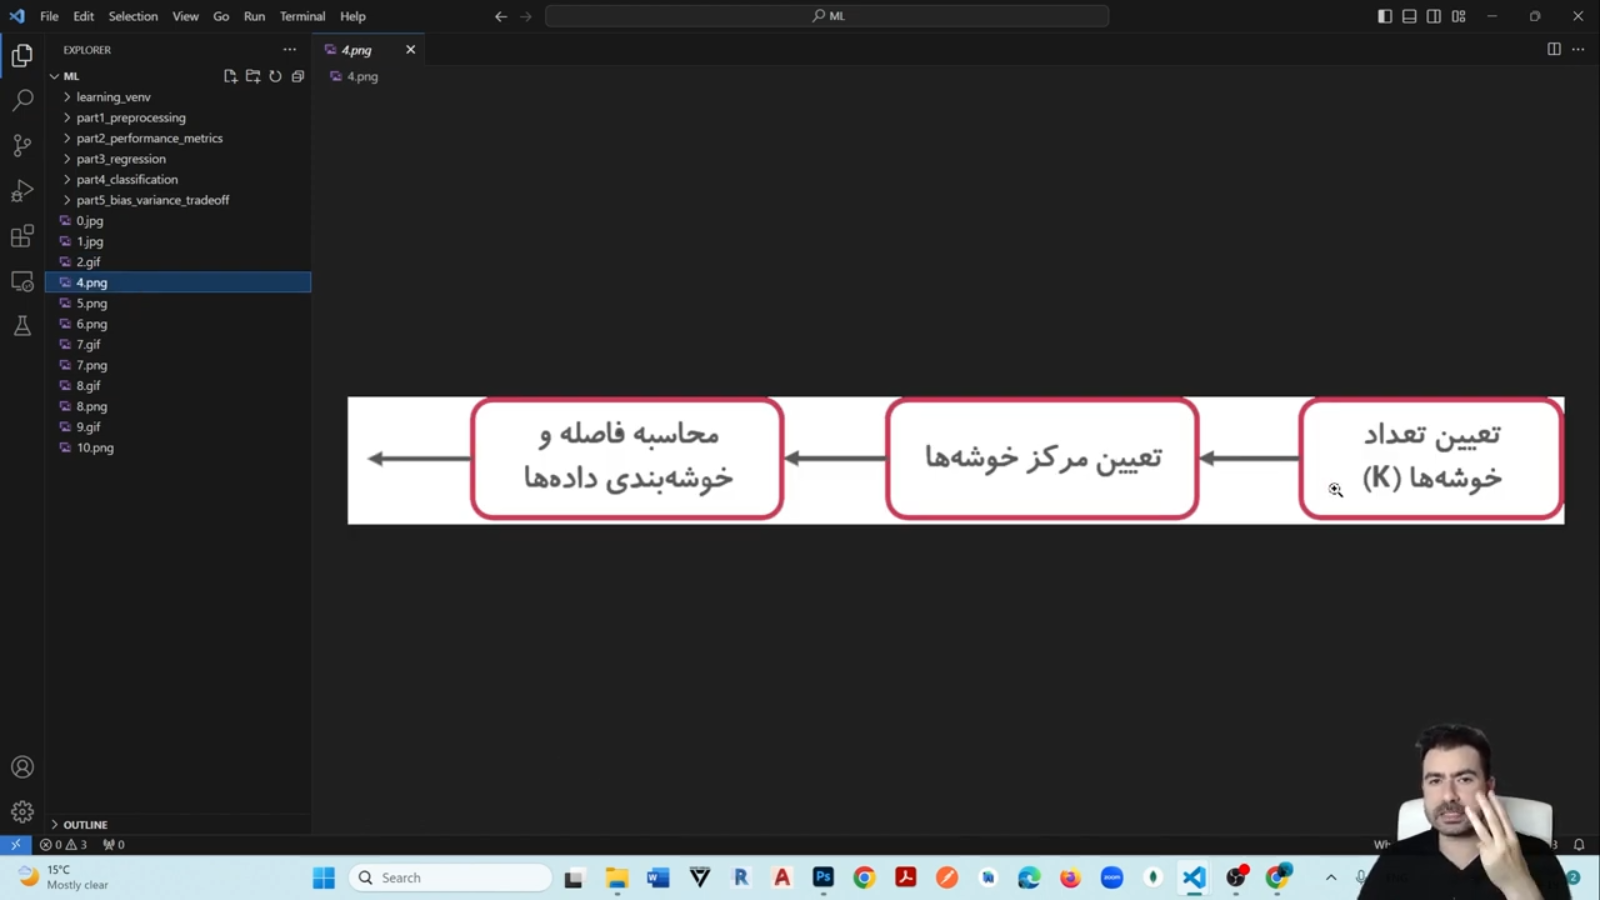 File Edit Selection View Go Run Terminal Help
ML
EXPLORER
4.png
ML
4.png
learning_venv
part1_preprocessing
part2_performance_metrics
part3_regression
part4_classification
part5_bias_variance_tradeoff
0.jpg
1.jpg
2.gif
4.png
5.png
6.png
7.gif
7.png
8.gif
8.png
9.gif
10.png
تعیین تعداد
خوشه‌ها (K)
تعیین مرکز خوشه‌ها
محاسبه فاصله و
خوشه‌بندی داده‌ها
OUTLINE
0 3 0
15°C
Mostly clear
Search
zoom
2